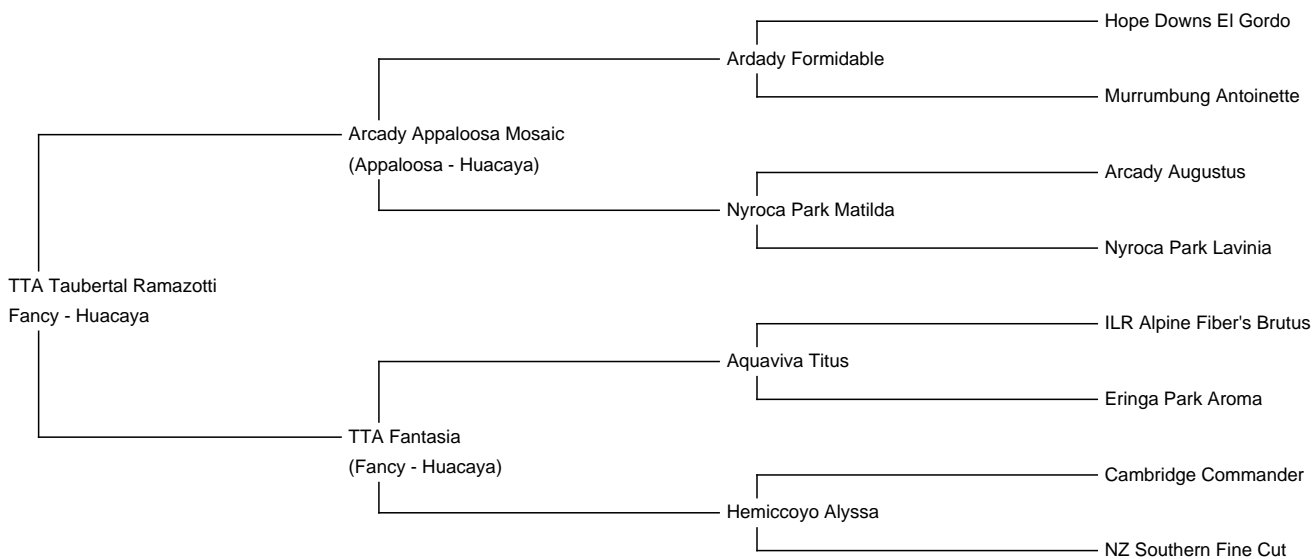 Hope Downs El Gordo
Ardady Formidable
Murrumbung Antoinette
Arcady Appaloosa Mosaic
(Appaloosa - Huacaya)
Arcady Augustus
Nyroca Park Matilda
Nyroca Park Lavinia
TTA Taubertal Ramazotti
Fancy - Huacaya
ILR Alpine Fiber's Brutus
Aquaviva Titus
Eringa Park Aroma
TTA Fantasia
(Fancy - Huacaya)
Cambridge Commander
Hemiccoyo Alyssa
NZ Southern Fine Cut